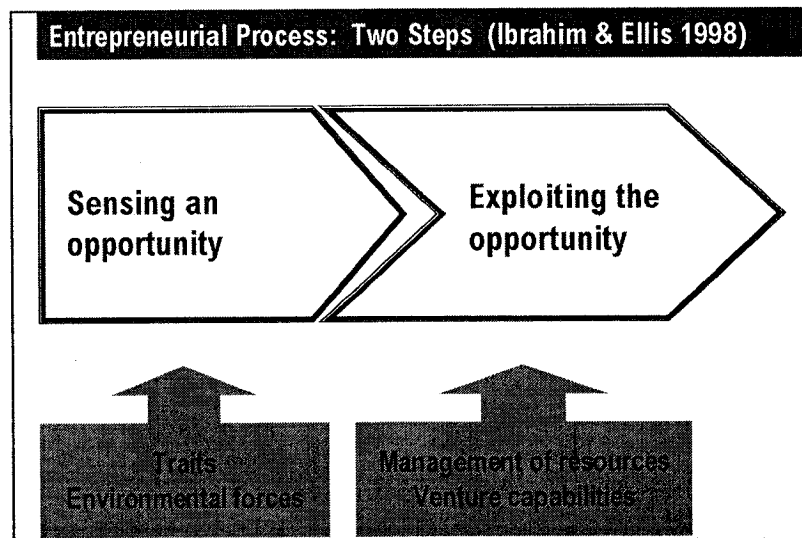 Entrepreneurial Process: Two Steps (Ibrahim & Ellis 1998)
Sensing an
opportunity
Exploiting the
opportunity
Traits
Environmental forces
Management of resources
Venture capabilities